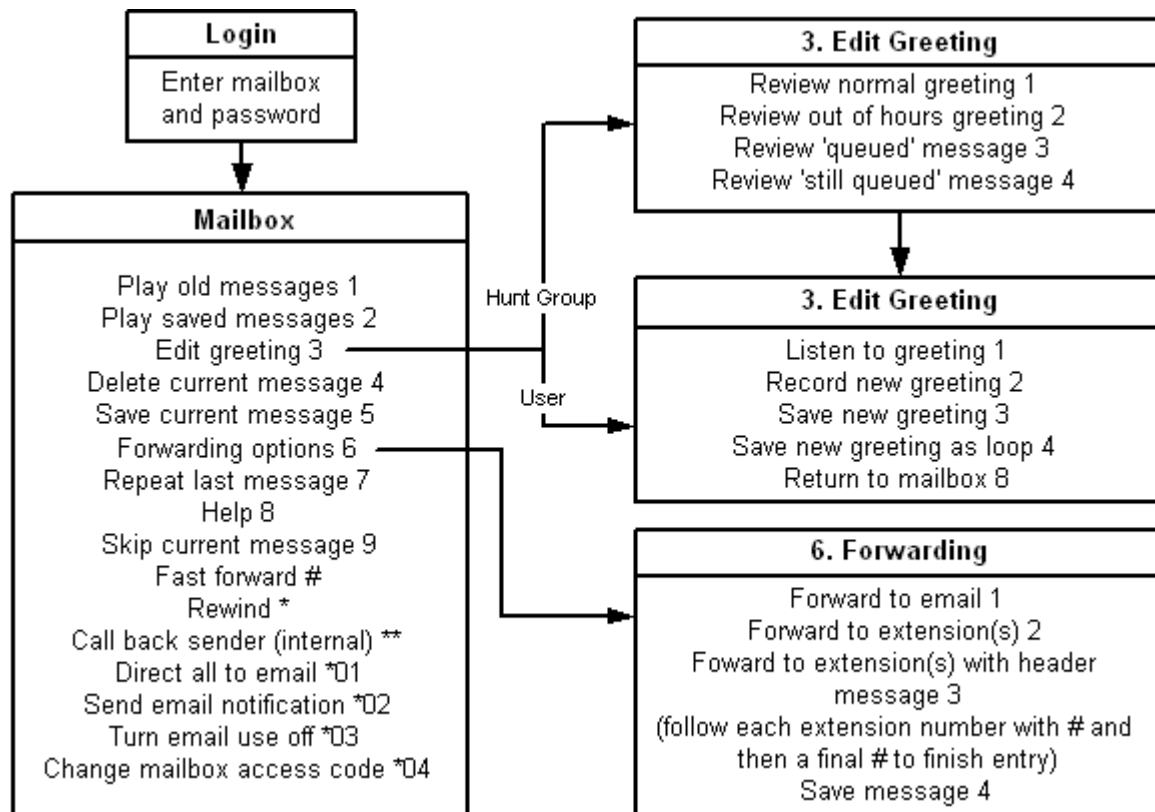 Login
Enter mailbox
and password
Mailbox
Play old messages 1
Play saved messages 2
Edit greeting 3
Delete current message 4
Save current message 5
Forwarding options 6
Repeat last message 7
Help 8
Skip current message 9
Fast forward #
Rewind *
Call back sender (internal) **
Direct all to email *01
Send email notification *02
Turn email use off *03
Change mailbox access code *04
Hunt Group
User
3. Edit Greeting
Review normal greeting 1
Review out of hours greeting 2
Review 'queued' message 3
Review 'still queued' message 4
3. Edit Greeting
Listen to greeting 1
Record new greeting 2
Save new greeting 3
Save new greeting as loop 4
Return to mailbox 8
6. Forwarding
Forward to email 1
Forward to extension(s) 2
Foward to extension(s) with header
message 3
(follow each extension number with # and
then a final # to finish entry)
Save message 4